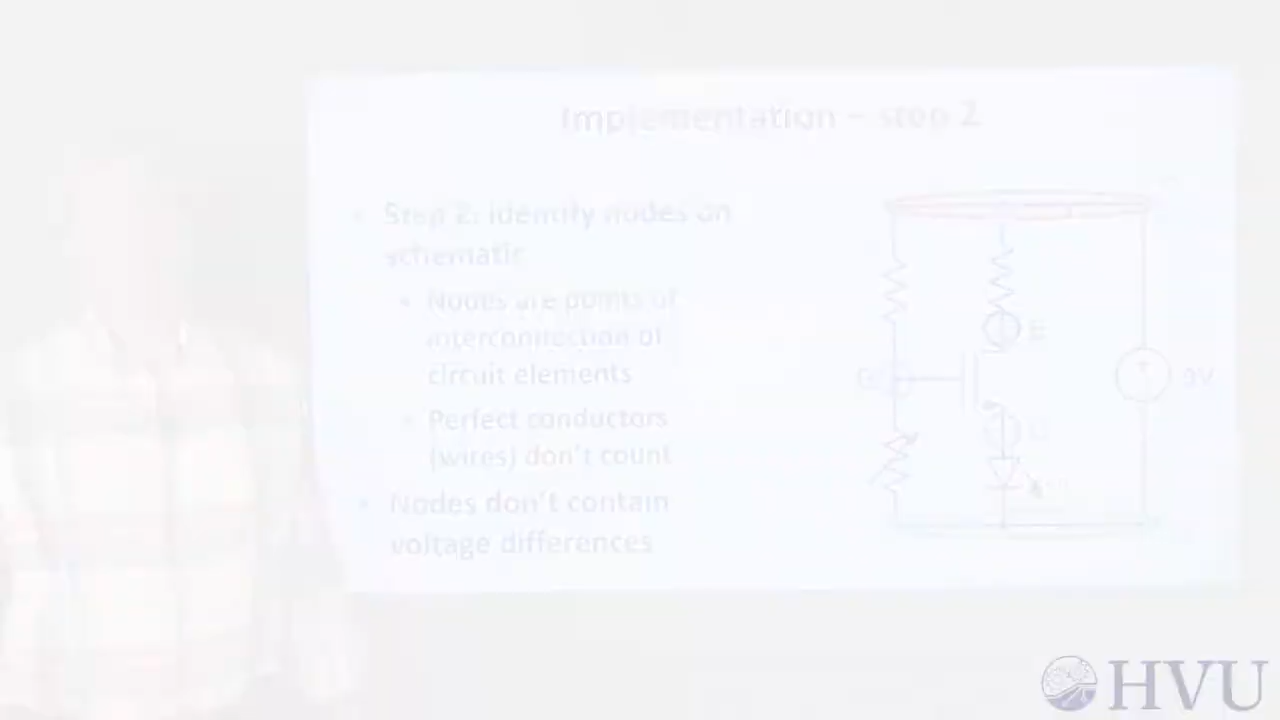 Implementation – step 2
• Step 2: Identify nodes on
schematic
• Nodes are points of
interconnection of
circuit elements
• Perfect conductors
(wires) don't count
• Nodes don't contain
voltage differences
9V
HVU